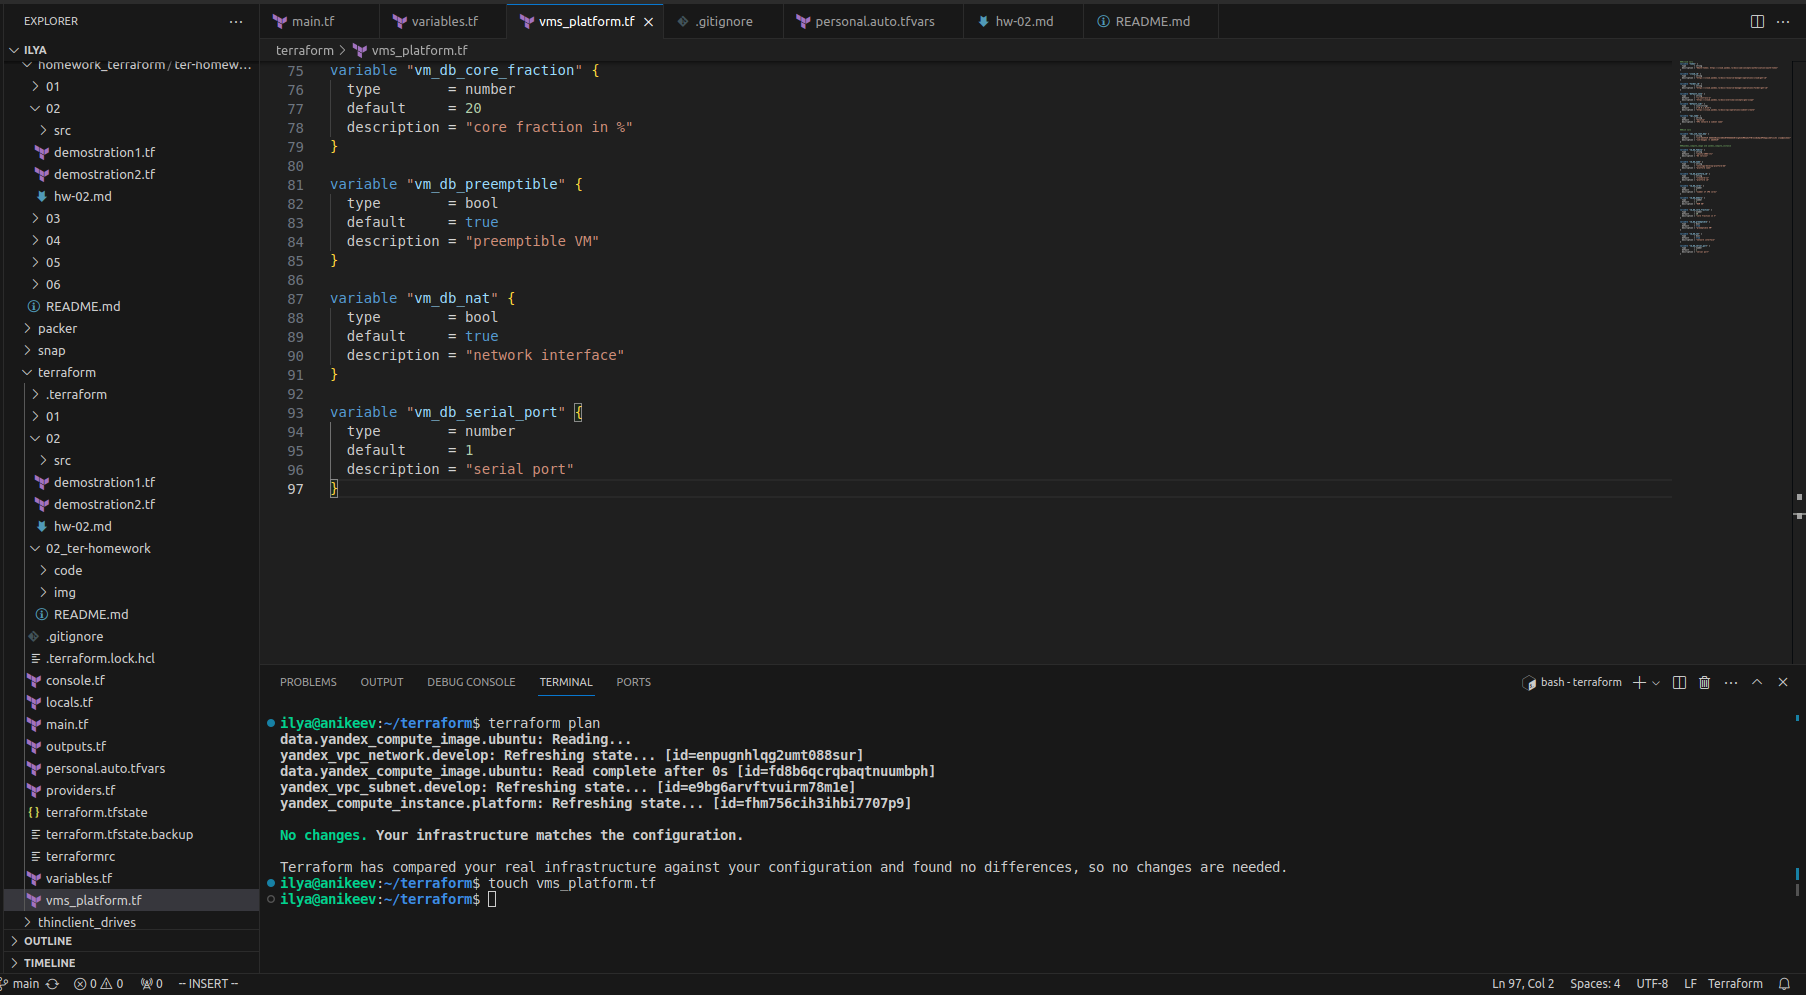 EXPLORER
ILYA
homework_terraform / ter-homew...
01
02
src
demostration1.tf
demostration2.tf
hw-02.md
03
04
05
06
README.md
packer
snap
terraform
.terraform
01
02
src
demostration1.tf
demostration2.tf
hw-02.md
02_ter-homework
code
img
README.md
.gitignore
.terraform.lock.hcl
console.tf
locals.tf
main.tf
outputs.tf
personal.auto.tfvars
providers.tf
terraform.tfstate
terraform.tfstate.backup
terraformrc
variables.tf
vms_platform.tf
thinclient_drives
OUTLINE
TIMELINE
main.tf variables.tf vms_platform.tf .gitignore personal.auto.tfvars hw-02.md README.md
terraform > vms_platform.tf
75 variable "vm_db_core_fraction" {
76 type = number
77 default = 20
78 description = "core fraction in %"
79 }
80
81 variable "vm_db_preemptible" {
82 type = bool
83 default = true
84 description = "preemptible VM"
85 }
86
87 variable "vm_db_nat" {
88 type = bool
89 default = true
90 description = "network interface"
91 }
92
93 variable "vm_db_serial_port" {
94 type = number
95 default = 1
96 description = "serial port"
97 }
PROBLEMS OUTPUT DEBUG CONSOLE TERMINAL PORTS
bash - terraform
ilya@anikeev:~/terraform$ terraform plan
data.yandex_compute_image.ubuntu: Reading...
yandex_vpc_network.develop: Refreshing state... [id=enpugnhlqg2umt088sur]
data.yandex_compute_image.ubuntu: Read complete after 0s [id=fd8b6qcrqbaqtnuumbph]
yandex_vpc_subnet.develop: Refreshing state... [id=e9bg6arvftvuirm78m1e]
yandex_compute_instance.platform: Refreshing state... [id=fhm756cih3ihbi7707p9]
No changes. Your infrastructure matches the configuration.
Terraform has compared your real infrastructure against your configuration and found no differences, so no changes are needed.
ilya@anikeev:~/terraform$ touch vms_platform.tf
ilya@anikeev:~/terraform$
main 0 0 0 -- INSERT -- Ln 97, Col 2 Spaces: 4 UTF-8 LF Terraform